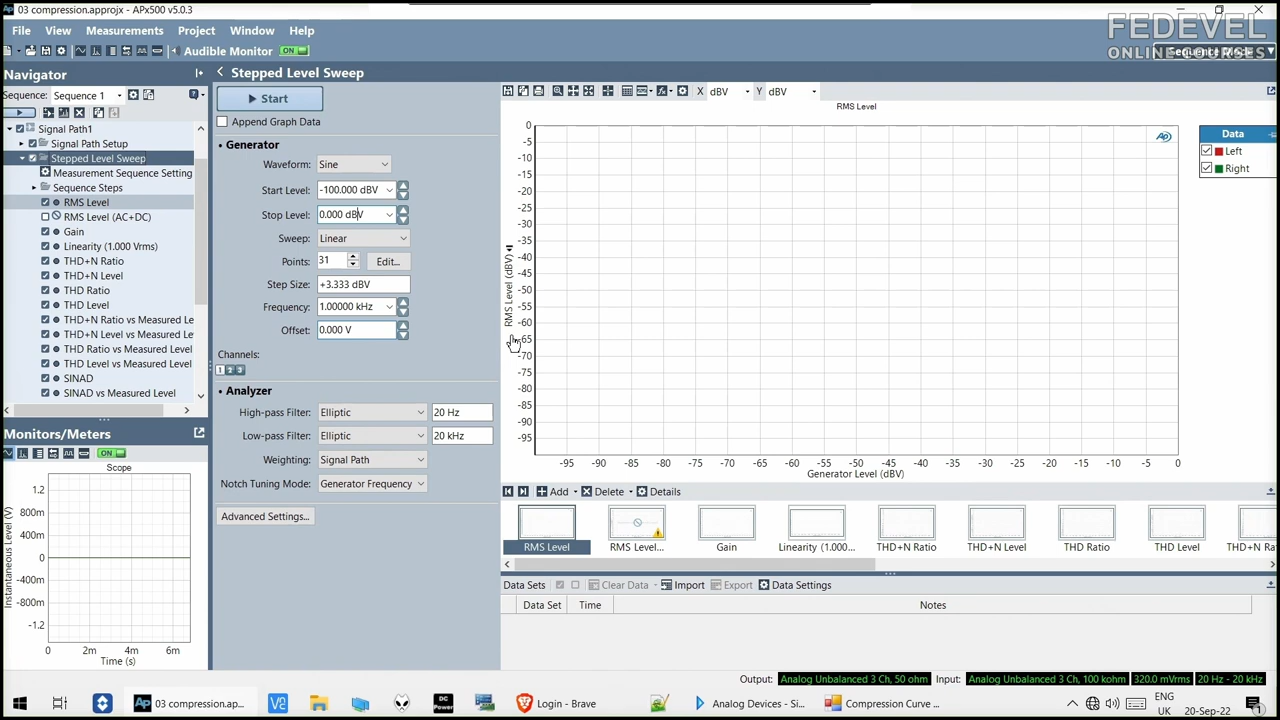 03 compression.approjx - APx500 v5.0.3
File View Measurements Project Window Help
FEDEVEL
ONLINE COURSES
Audible Monitor ON
Sequence Mode
Navigator
Sequence: Sequence 1
Signal Path1
Signal Path Setup
Stepped Level Sweep
Measurement Sequence Setting
Sequence Steps
RMS Level
RMS Level (AC+DC)
Gain
Linearity (1.000 Vrms)
THD+N Ratio
THD+N Level
THD Ratio
THD Level
THD+N Ratio vs Measured Le
THD+N Level vs Measured Le
THD Ratio vs Measured Level
THD Level vs Measured Level
SINAD
SINAD vs Measured Level
Monitors/Meters
ON
Scope
Instantaneous Level (V)
1.2
800m
400m
0
-400m
-800m
-1.2
0 2m 4m 6m
Time (s)
Stepped Level Sweep
Start
Append Graph Data
Generator
Waveform: Sine
Start Level: -100.000 dBV
Stop Level: 0.000 dBV
Sweep: Linear
Points: 31 Edit...
Step Size: +3.333 dBV
Frequency: 1.00000 kHz
Offset: 0.000 V
Channels:
1 2 3
Analyzer
High-pass Filter: Elliptic 20 Hz
Low-pass Filter: Elliptic 20 kHz
Weighting: Signal Path
Notch Tuning Mode: Generator Frequency
Advanced Settings...
X dBV Y dBV
RMS Level
RMS Level (dBV)
0
-5
-10
-15
-20
-25
-30
-35
-40
-45
-50
-55
-60
-65
-70
-75
-80
-85
-90
-95
-95 -90 -85 -80 -75 -70 -65 -60 -55 -50 -45 -40 -35 -30 -25 -20 -15 -10 -5 0
Generator Level (dBV)
AP
Data
Left
Right
Add Delete Details
RMS Level RMS Level... Gain Linearity (1.000... THD+N Ratio THD+N Level THD Ratio THD Level THD+N Ra
Data Sets Clear Data Import Export Data Settings
Data Set Time Notes
Output: Analog Unbalanced 3 Ch, 50 ohm Input: Analog Unbalanced 3 Ch, 100 kohm 320.0 mVrms 20 Hz - 20 kHz
AP 03 compression.ap... V2 DC Power Login - Brave Analog Devices - Si... Compression Curve ...
ENG
UK
20-Sep-22
1